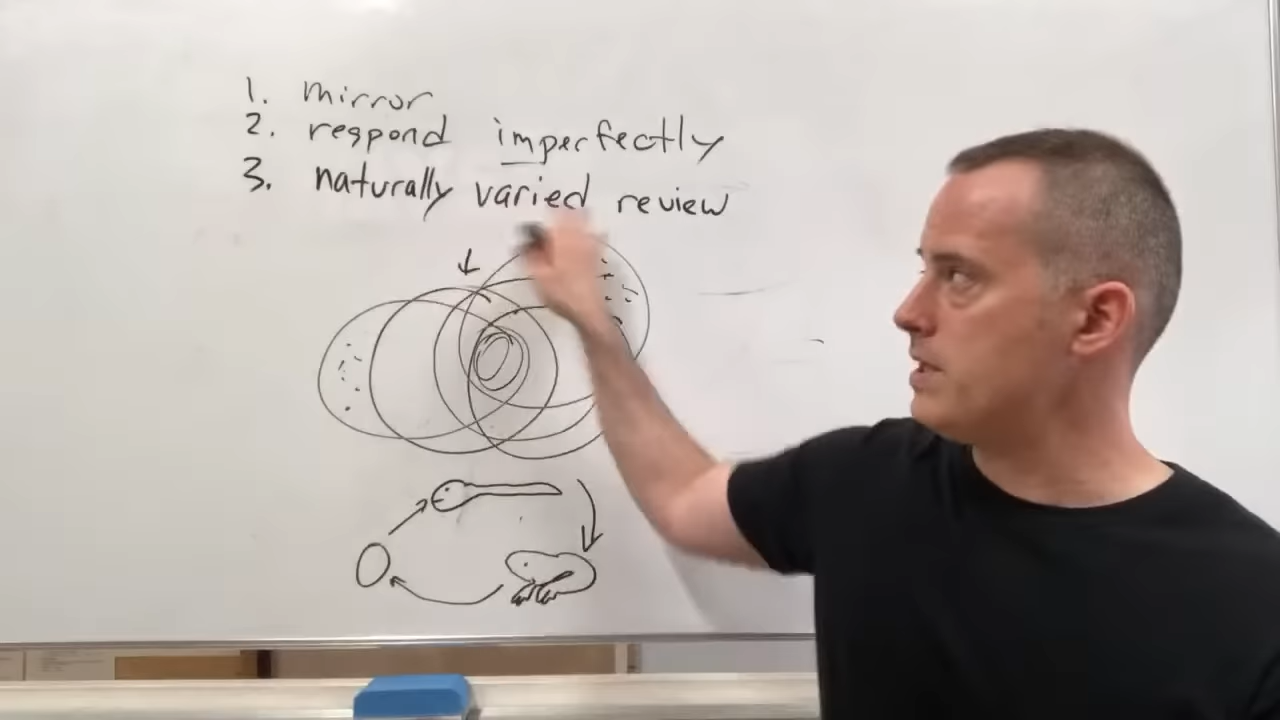 1. mirror
2. respond imperfectly
3. naturally varied review